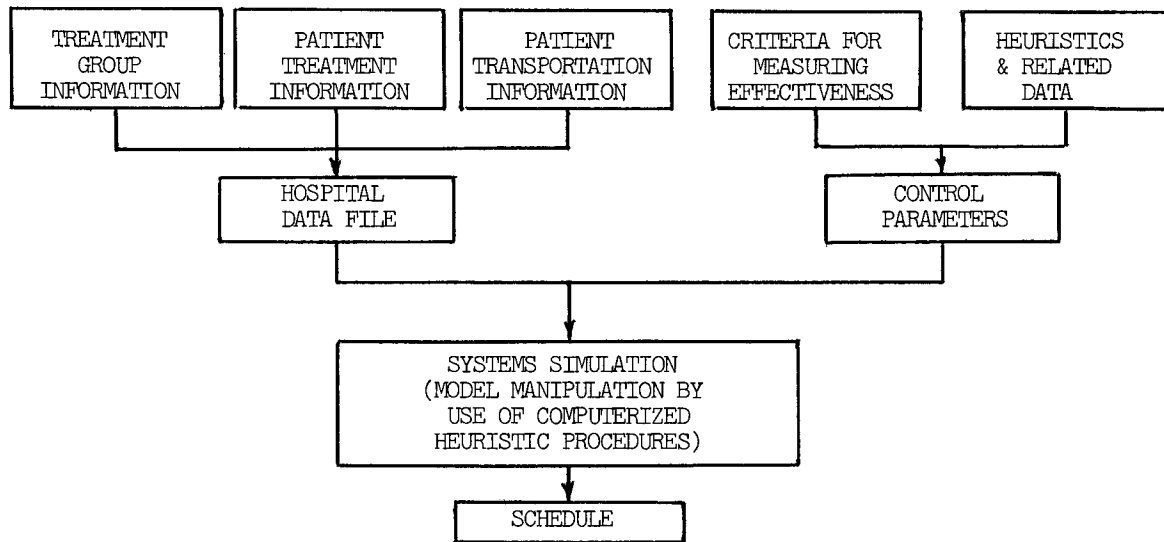 TREATMENT
GROUP
INFORMATION
PATIENT
TREATMENT
INFORMATION
PATIENT
TRANSPORTATION
INFORMATION
CRITERIA FOR
MEASURING
EFFECTIVENESS
HEURISTICS
& RELATED
DATA
HOSPITAL
DATA FILE
CONTROL
PARAMETERS
SYSTEMS SIMULATION
(MODEL MANIPULATION BY
USE OF COMPUTERIZED
HEURISTIC PROCEDURES)
SCHEDULE